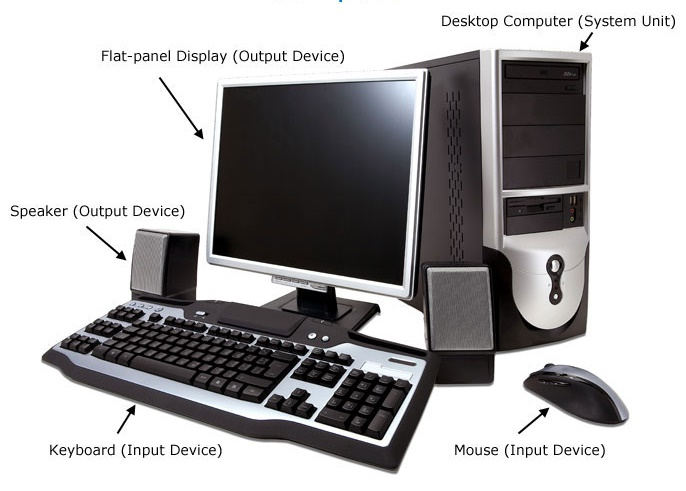 Desktop Computer (System Unit)
Flat-panel Display (Output Device)
Speaker (Output Device)
Keyboard (Input Device)
Mouse (Input Device)